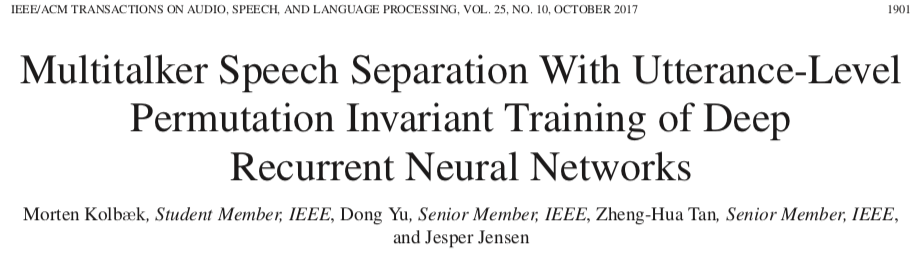 IEEE/ACM TRANSACTIONS ON AUDIO, SPEECH, AND LANGUAGE PROCESSING, VOL. 25, NO. 10, OCTOBER 2017 1901
Multitalker Speech Separation With Utterance-Level
Permutation Invariant Training of Deep
Recurrent Neural Networks
Morten Kolbæk, Student Member, IEEE, Dong Yu, Senior Member, IEEE, Zheng-Hua Tan, Senior Member, IEEE,
and Jesper Jensen